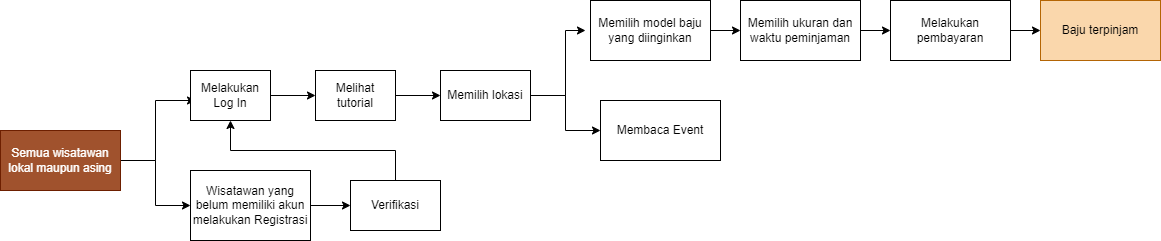 Semua wisatawan
lokal maupun asing
Melakukan
Log In
Melihat
tutorial
Memilih lokasi
Memilih model baju
yang diinginkan
Memilih ukuran dan
waktu peminjaman
Melakukan
pembayaran
Baju terpinjam
Membaca Event
Wisatawan yang
belum memiliki akun
melakukan Registrasi
Verifikasi